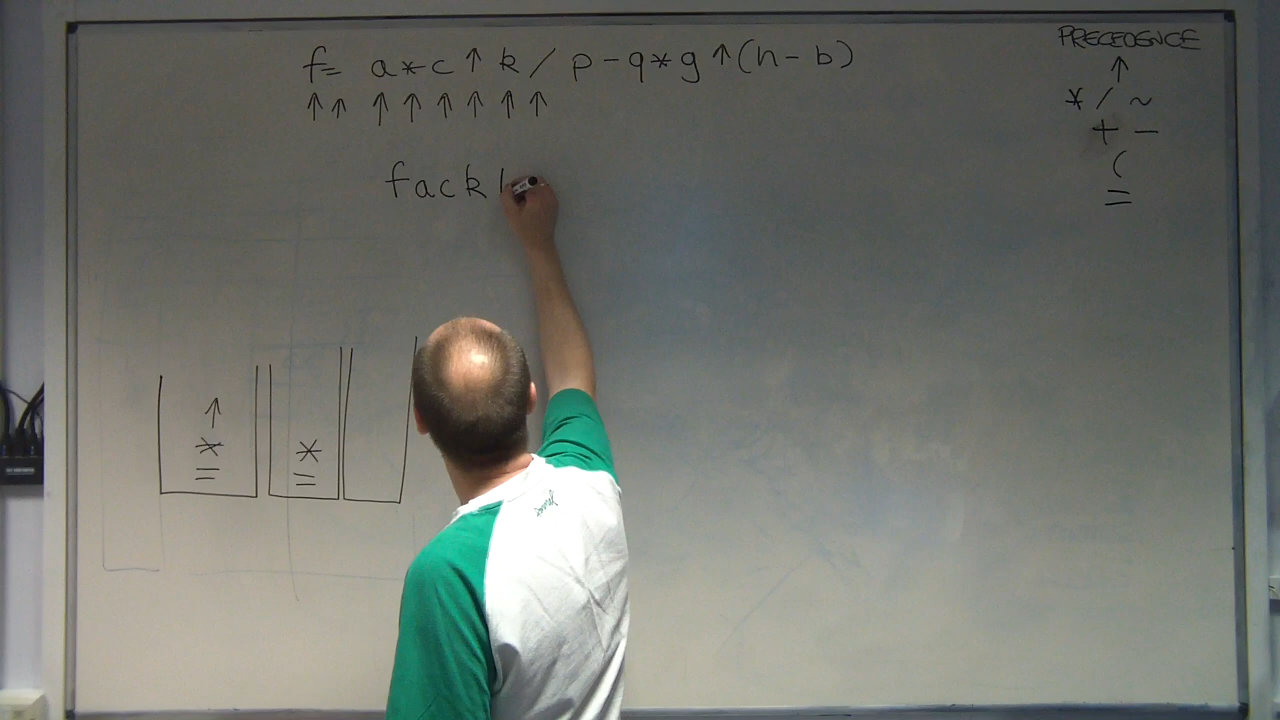 f= a*c↑k/p-q*g↑(h-b)
↑ ↑ ↑ ↑ ↑ ↑ ↑ ↑
fack
PRECEDENCE
↑
* / ~
+ -
(
=
↑
*
=
*
=